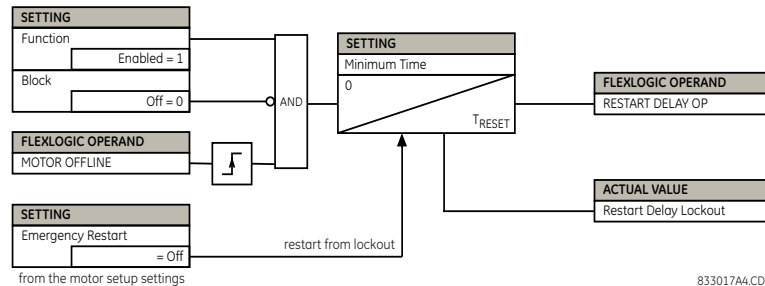 SETTING
Function
Enabled = 1
Block
Off = 0
FLEXLOGIC OPERAND
MOTOR OFFLINE
SETTING
Emergency Restart
= Off
from the motor setup settings
AND
restart from lockout
SETTING
Minimum Time
0
TRESET
FLEXLOGIC OPERAND
RESTART DELAY OP
ACTUAL VALUE
Restart Delay Lockout
833017A4.CD